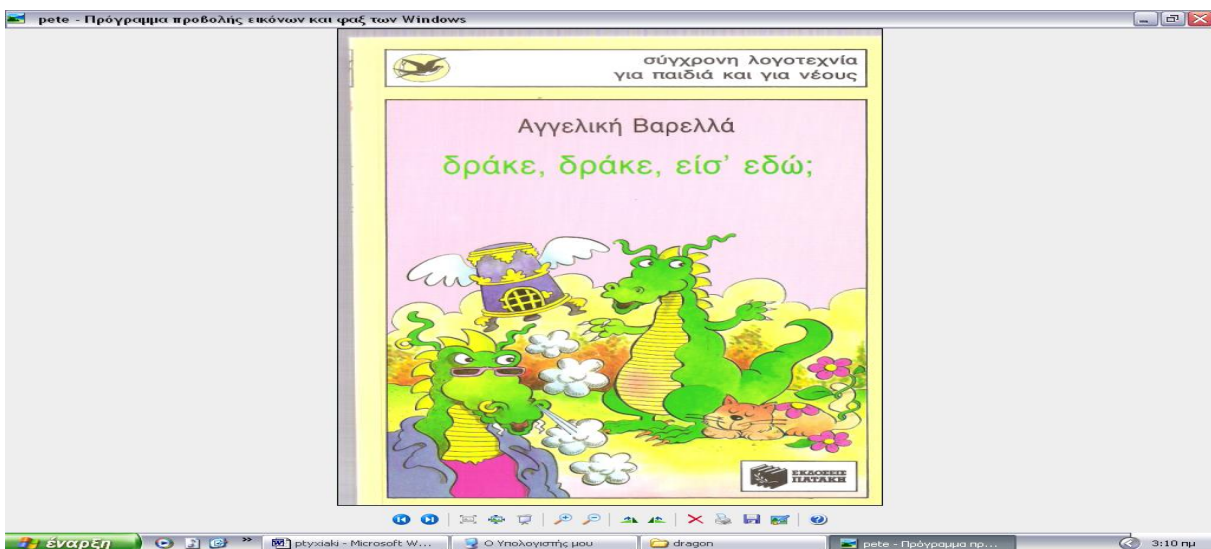 pete - Πρόγραμμα προβολής εικόνων και φαξ των Windows
σύγχρονη λογοτεχνία
για παιδιά και για νέους
Αγγελική Βαρελλά
δράκε, δράκε, είσ' εδώ;
ΕΚΔΟΣΕΙΣ
ΠΑΤΑΚΗ
έναρξη
»
ptyxiaki - Microsoft W...
Ο Υπολογιστής μου
dragon
pete - Πρόγραμμα πρ...
3:10 πμ